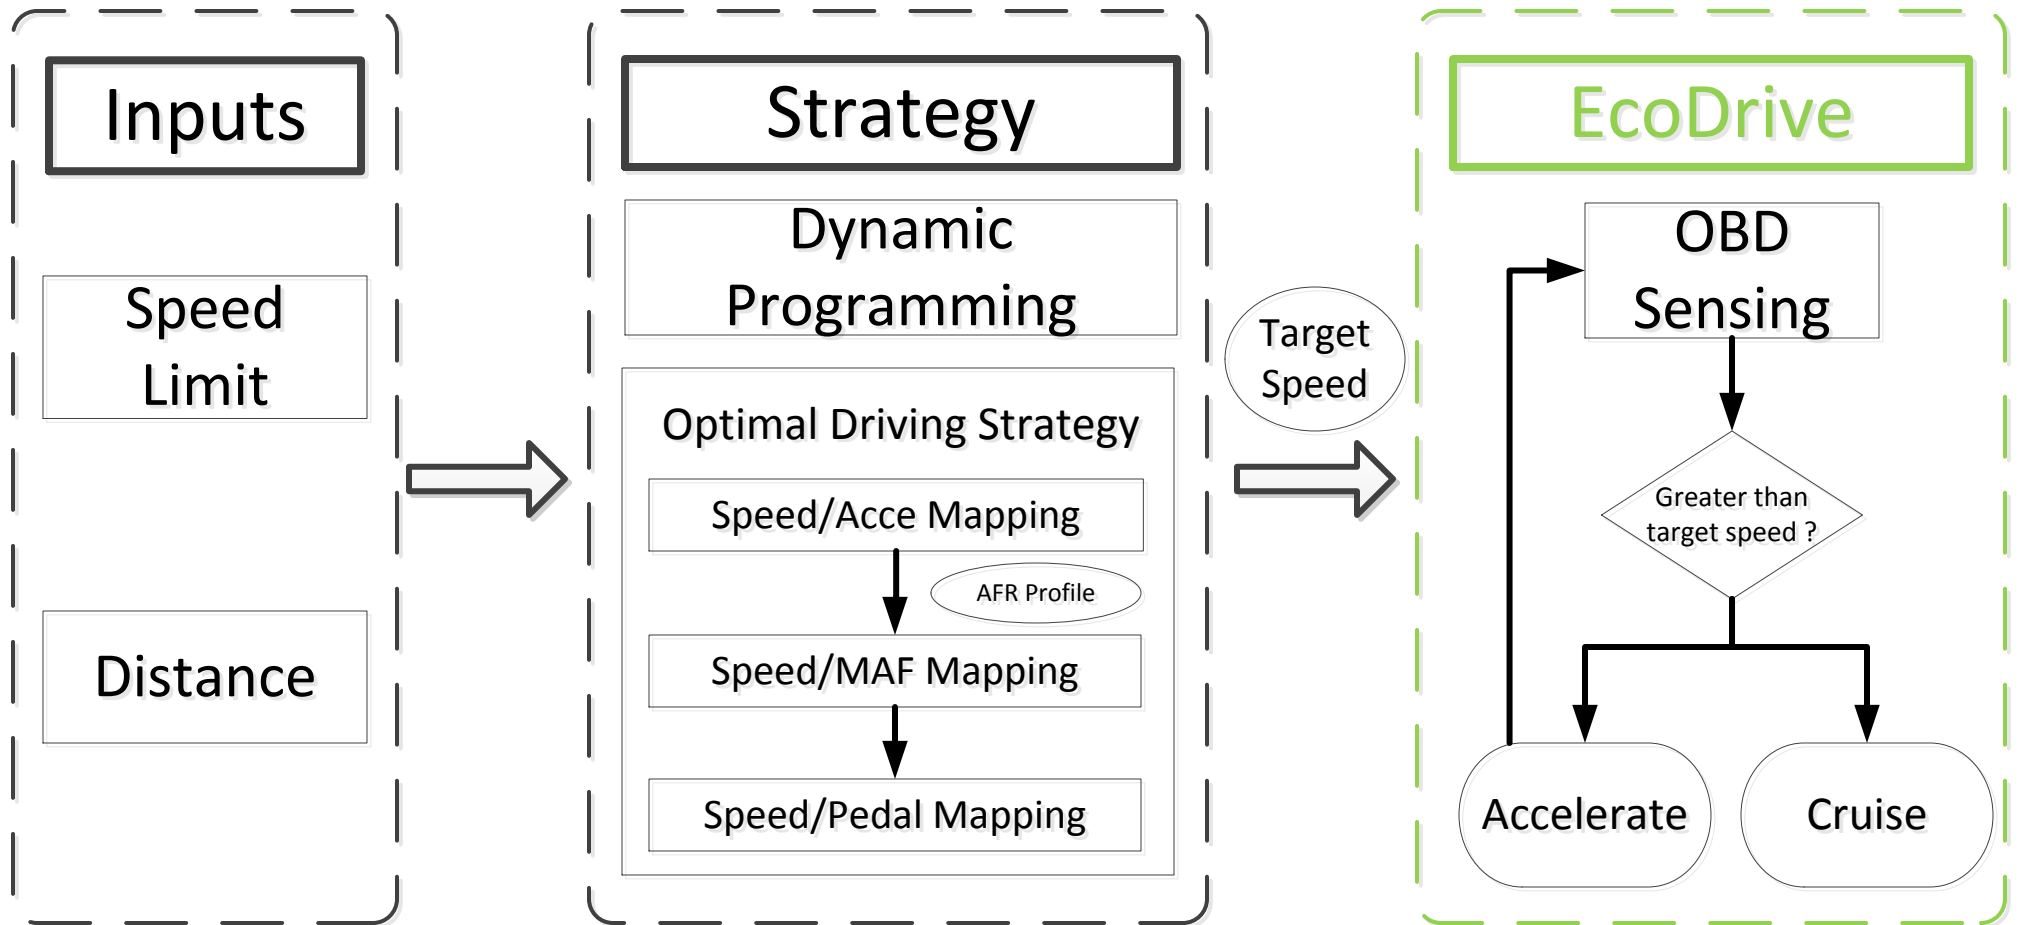 Inputs
Speed
Limit
Distance
Strategy
Dynamic
Programming
Optimal Driving Strategy
Speed/Acce Mapping
AFR Profile
Speed/MAF Mapping
Speed/Pedal Mapping
Target
Speed
EcoDrive
OBD
Sensing
Greater than
target speed ?
Accelerate
Cruise